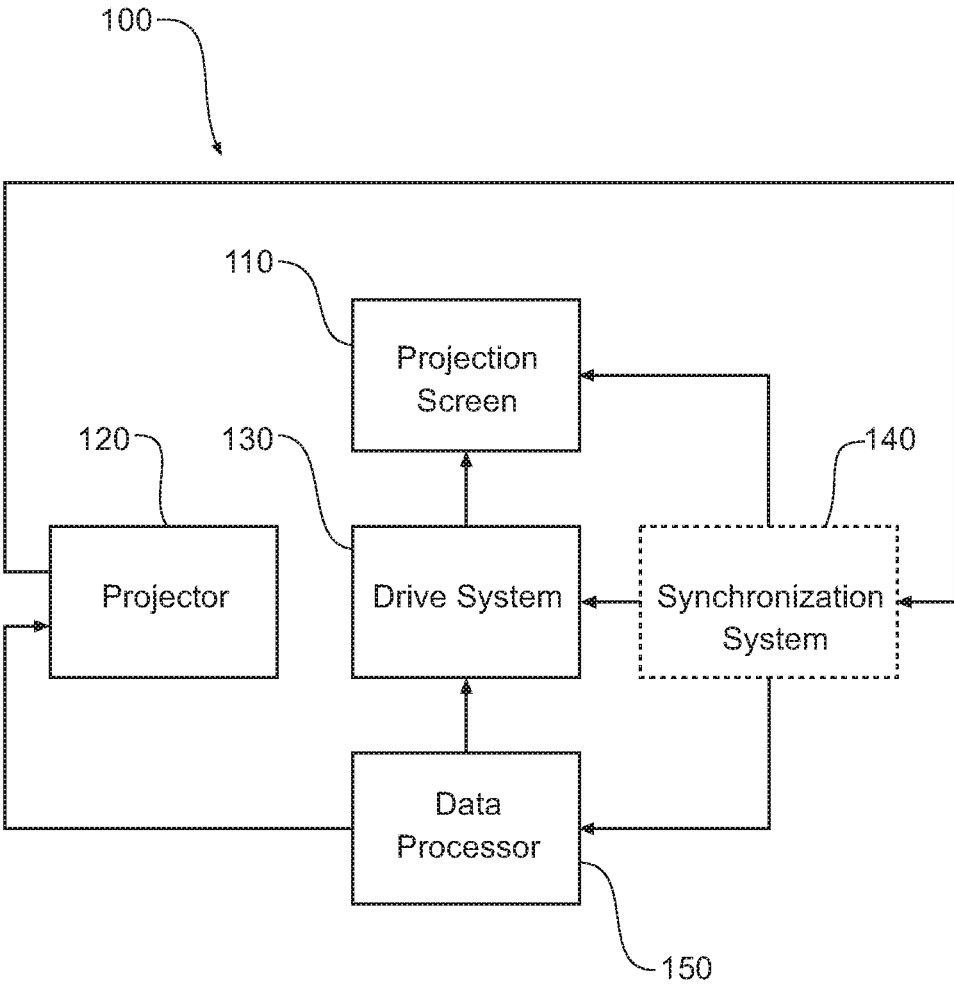 100
110
Projection
Screen
120
130
140
Projector
Drive System
Synchronization
System
Data
Processor
150